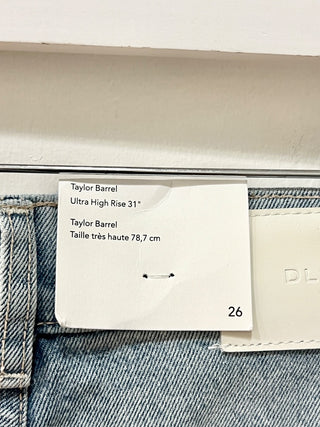 Taylor Barrel
Ultra High Rise 31"
Taylor Barrel
Taille très haute 78,7 cm
26
DL